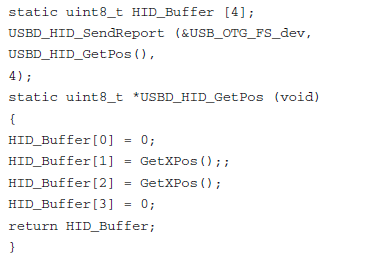 static uint8_t HID_Buffer [4];
USBD_HID_SendReport (&USB_OTG_FS_dev,
USBD_HID_GetPos(),
4);
static uint8_t *USBD_HID_GetPos (void)
{
HID_Buffer[0] = 0;
HID_Buffer[1] = GetXPos();;
HID_Buffer[2] = GetXPos();
HID_Buffer[3] = 0;
return HID_Buffer;
}